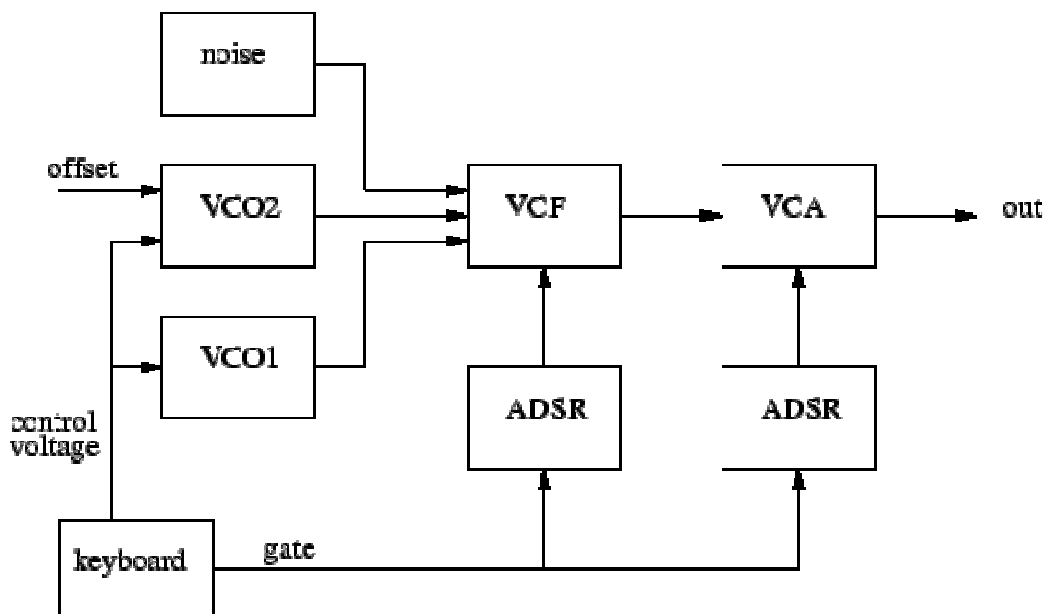 noise
offset
VCO2
VCF
VCA
out
VCO1
ADSR
ADSR
control
voltage
keyboard
gate